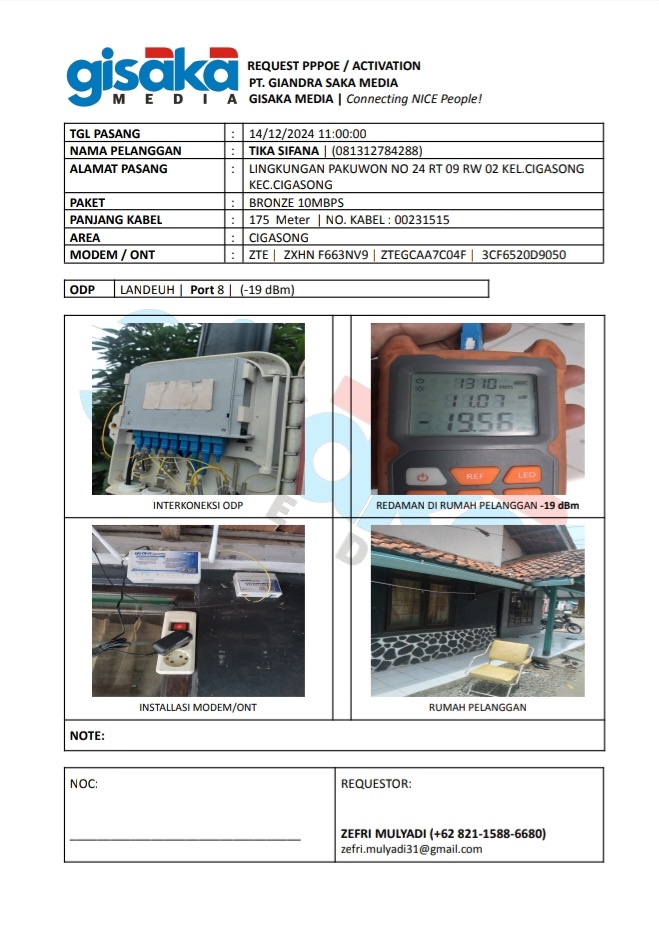 gisaka
MEDIA
REQUEST PPPOE / ACTIVATION
PT. GIANDRA SAKA MEDIA
GISAKA MEDIA | Connecting NICE People!
TGL PASANG : 14/12/2024 11:00:00
NAMA PELANGGAN : TIKA SIFANA | (081312784288)
ALAMAT PASANG : LINGKUNGAN PAKUWON NO 24 RT 09 RW 02 KEL.CIGASONG
KEC.CIGASONG
PAKET : BRONZE 10MBPS
PANJANG KABEL : 175 Meter | NO. KABEL : 00231515
AREA : CIGASONG
MODEM / ONT : ZTE | ZXHN F663NV9 | ZTEGCAA7C04F | 3CF6520D9050
ODP LANDEUH | Port 8 | (-19 dBm)
1310
11.07
-19.56
REF
LED
INTERKONEKSI ODP
REDAMAN DI RUMAH PELANGGAN -19 dBm
INSTALLASI MODEM/ONT
RUMAH PELANGGAN
NOTE:
NOC:
REQUESTOR:
ZEFRI MULYADI (+62 821-1588-6680)
zefri.mulyadi31@gmail.com